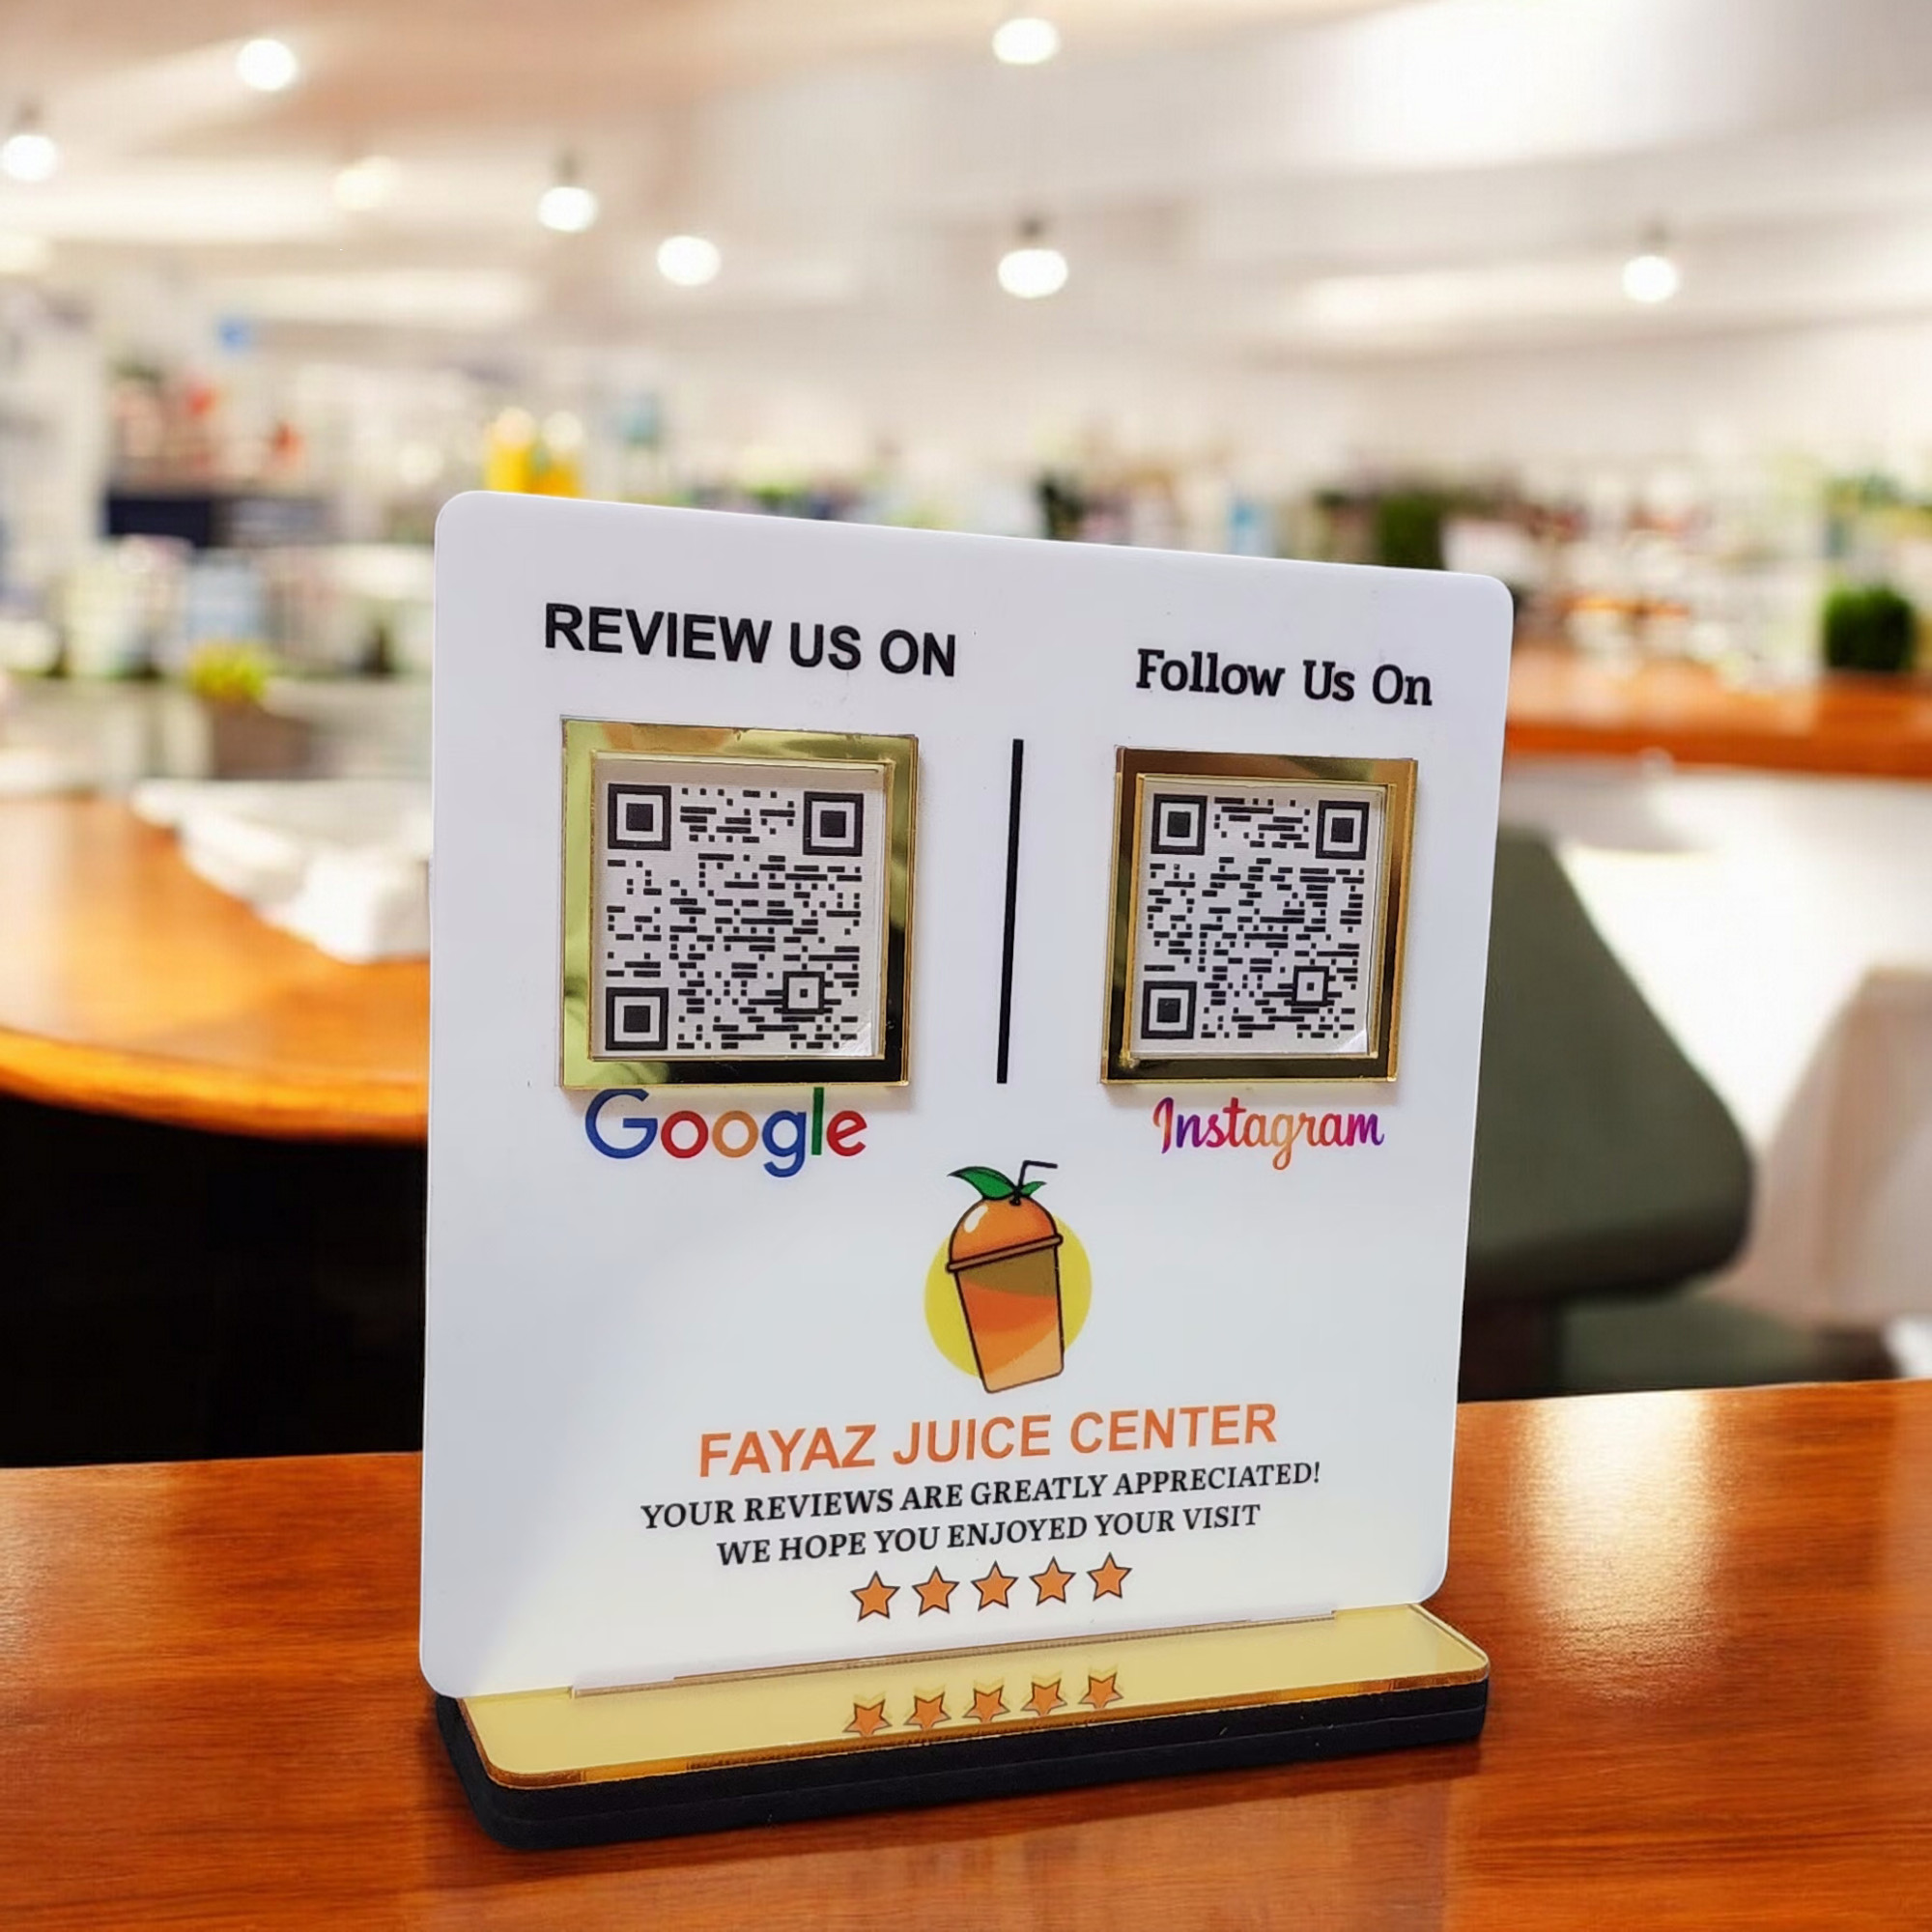 REVIEW US ON
Google
Follow Us On
Instagram
FAYAZ JUICE CENTER
YOUR REVIEWS ARE GREATLY APPRECIATED!
WE HOPE YOU ENJOYED YOUR VISIT